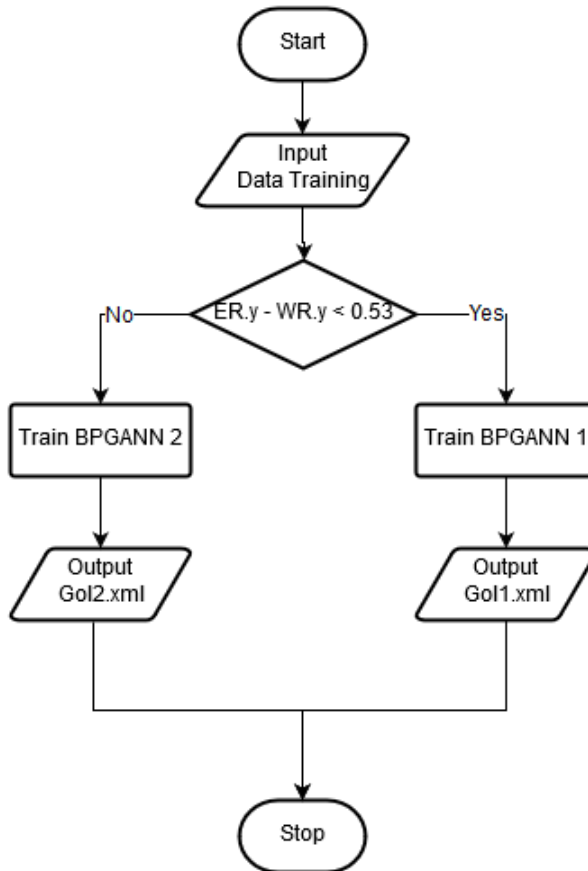 Start
Input
Data Training
ER.y - WR.y < 0.53
No
Yes
Train BPGANN 2
Train BPGANN 1
Output
Gol2.xml
Output
Gol1.xml
Stop